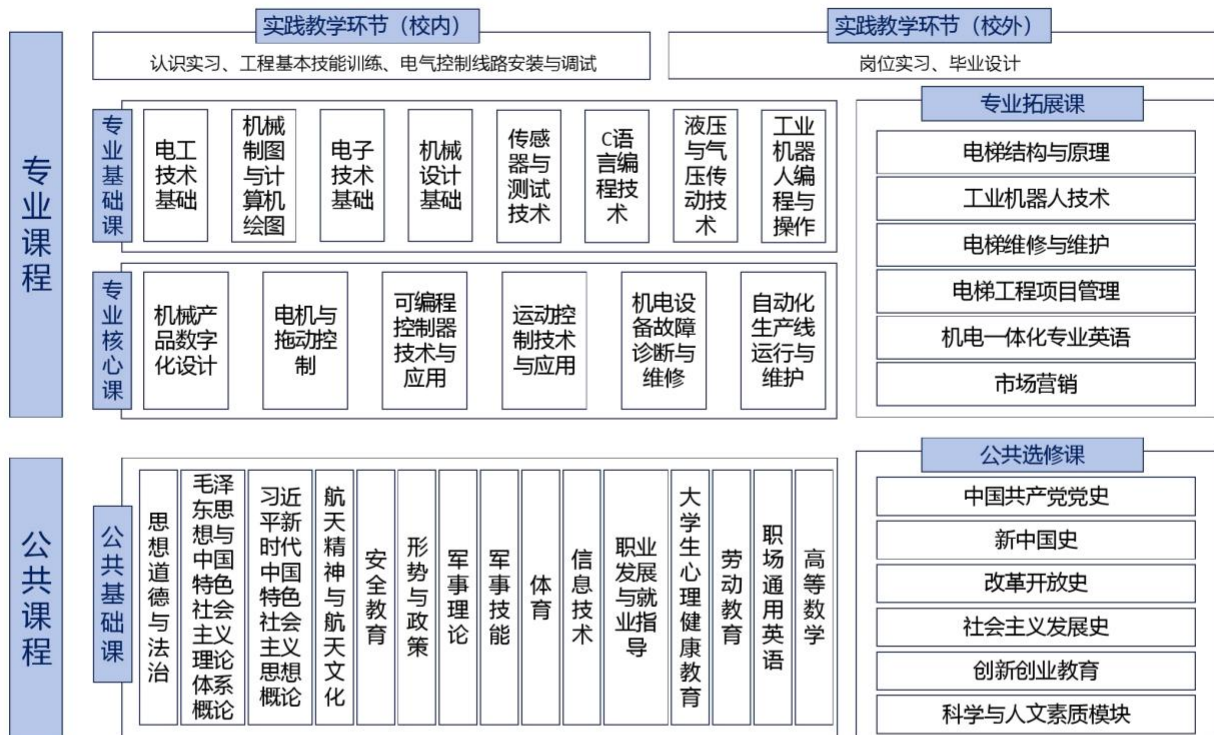 实践教学环节（校内）
认识实习、工程基本技能训练、电气控制线路安装与调试
实践教学环节（校外）
岗位实习、毕业设计
专业课程
专业基础课
电工
技术
基础
机械
制图
与计
算机
绘图
电子
技术
基础
机械
设计
基础
传感
器与
测试
技术
C语
言编
程技
术
液压
与气
压传
动技
术
工业
机器
人编
程与
操作
专业核心课
机械产
品数字
化设计
电机与
拖动控
制
可编程
控制器
技术与
应用
运动控
制技术
与应用
机电设
备故障
诊断与
维修
自动化
生产线
运行与
维护
专业拓展课
电梯结构与原理
工业机器人技术
电梯维修与维护
电梯工程项目管理
机电一体化专业英语
市场营销
公共课程
公共基础课
思想道德与法治
毛泽
东思
想与
中国
特色
社会
主义
理论
体系
概论
习近
平新
时代
中国
特色
社会
主义
思想
概论
航天精神与航天文化
安全教育
形势与政策
军事理论
军事技能
体育
信息技术
职业
发展
与就
业指
导
大学生心理健康教育
劳动教育
职场通用英语
高等数学
公共选修课
中国共产党党史
新中国史
改革开放史
社会主义发展史
创新创业教育
科学与人文素质模块